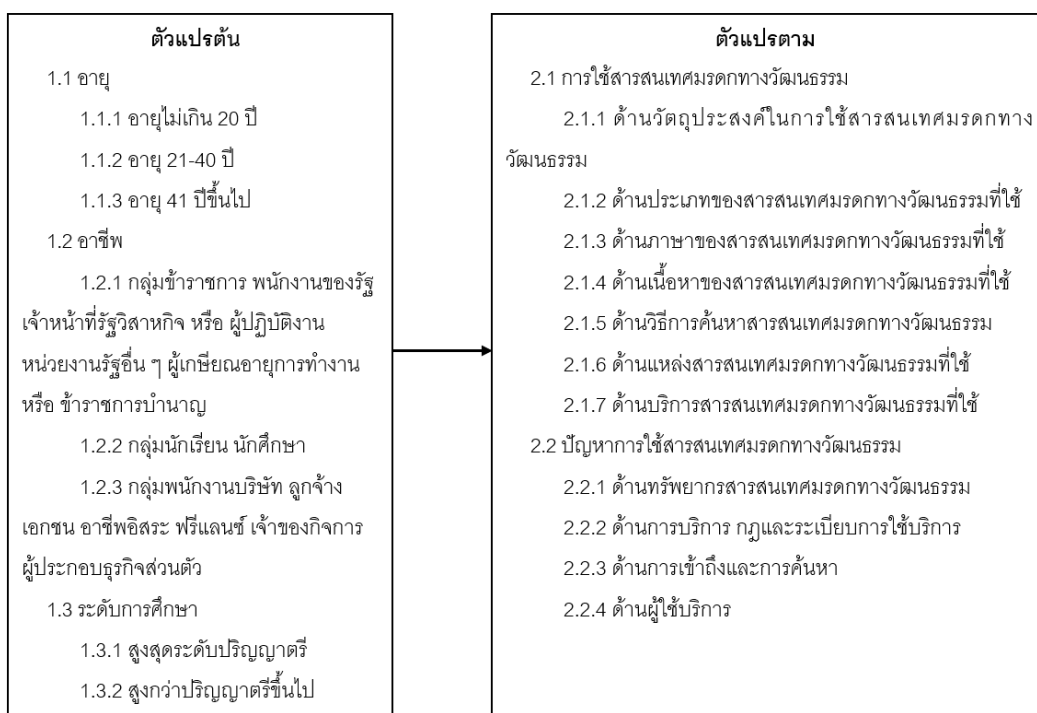 ตัวแปรต้น
1.1 อายุ
1.1.1 อายุไม่เกิน 20 ปี
1.1.2 อายุ 21-40 ปี
1.1.3 อายุ 41 ปีขึ้นไป
1.2 อาชีพ
1.2.1 กลุ่มข้าราชการ พนักงานของรัฐ
เจ้าหน้าที่รัฐวิสาหกิจ หรือ ผู้ปฏิบัติงาน
หน่วยงานรัฐอื่น ๆ ผู้เกษียณอายุการทำงาน
หรือ ข้าราชการบำนาญ
1.2.2 กลุ่มนักเรียน นักศึกษา
1.2.3 กลุ่มพนักงานบริษัท ลูกจ้าง
เอกชน อาชีพอิสระ ฟรีแลนซ์ เจ้าของกิจการ
ผู้ประกอบธุรกิจส่วนตัว
1.3 ระดับการศึกษา
1.3.1 สูงสุดระดับปริญญาตรี
1.3.2 สูงกว่าปริญญาตรีขึ้นไป
ตัวแปรตาม
2.1 การใช้สารสนเทศมรดกทางวัฒนธรรม
2.1.1 ด้านวัตถุประสงค์ในการใช้สารสนเทศมรดกทาง
วัฒนธรรม
2.1.2 ด้านประเภทของสารสนเทศมรดกทางวัฒนธรรมที่ใช้
2.1.3 ด้านภาษาของสารสนเทศมรดกทางวัฒนธรรมที่ใช้
2.1.4 ด้านเนื้อหาของสารสนเทศมรดกทางวัฒนธรรมที่ใช้
2.1.5 ด้านวิธีการค้นหาสารสนเทศมรดกทางวัฒนธรรม
2.1.6 ด้านแหล่งสารสนเทศมรดกทางวัฒนธรรมที่ใช้
2.1.7 ด้านบริการสารสนเทศมรดกทางวัฒนธรรมที่ใช้
2.2 ปัญหาการใช้สารสนเทศมรดกทางวัฒนธรรม
2.2.1 ด้านทรัพยากรสารสนเทศมรดกทางวัฒนธรรม
2.2.2 ด้านการบริการ กฎและระเบียบการใช้บริการ
2.2.3 ด้านการเข้าถึงและการค้นหา
2.2.4 ด้านผู้ใช้บริการ